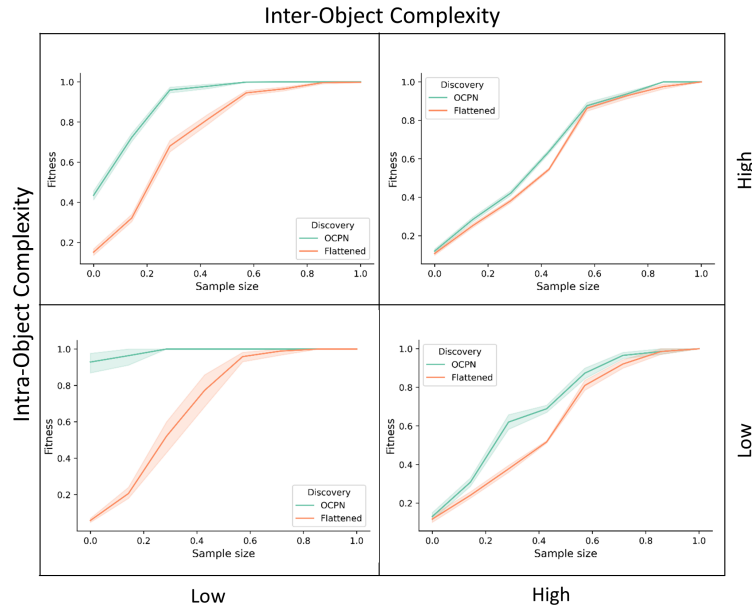 Inter-Object Complexity
Intra-Object Complexity
1.0
0.8
0.6
0.4
0.2
Fitness
0.0 0.2 0.4 0.6 0.8 1.0
Sample size
Discovery
OCPN
Flattened
1.0
0.8
0.6
0.4
0.2
Fitness
0.0 0.2 0.4 0.6 0.8 1.0
Sample size
Discovery
OCPN
Flattened
High
1.0
0.8
0.6
0.4
0.2
Fitness
0.0 0.2 0.4 0.6 0.8 1.0
Sample size
Discovery
OCPN
Flattened
1.0
0.8
0.6
0.4
0.2
Fitness
0.0 0.2 0.4 0.6 0.8 1.0
Sample size
Discovery
OCPN
Flattened
Low
Low
High